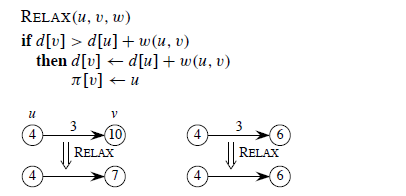 RELAX(u, v, w)
if d[v] > d[u] + w(u, v)
then d[v] ← d[u] + w(u, v)
π[v] ← u
u v
4 3 10 4 3 6
RELAX RELAX
4 7 4 6